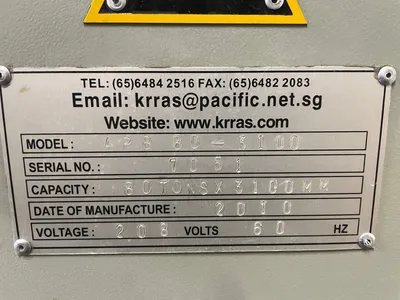 TEL: (65)6484 2516 FAX: (65)6482 2083
Email: krras@pacific.net.sg
Website: www.krras.com
MODEL: APS 80-3100
SERIAL NO.: 7051
CAPACITY: 80TONSX3100MM
DATE OF MANUFACTURE: 2010
VOLTAGE: 208 VOLTS 60 HZ